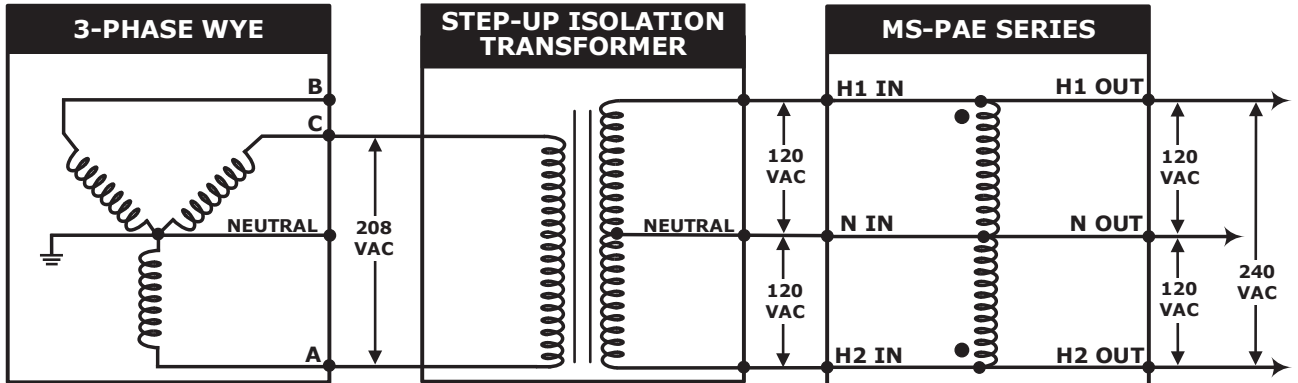 3-PHASE WYE
STEP-UP ISOLATION
TRANSFORMER
MS-PAE SERIES
B
C
NEUTRAL
A
208
VAC
NEUTRAL
120
VAC
120
VAC
H1 IN
H1 OUT
N IN
N OUT
H2 IN
H2 OUT
120
VAC
120
VAC
240
VAC